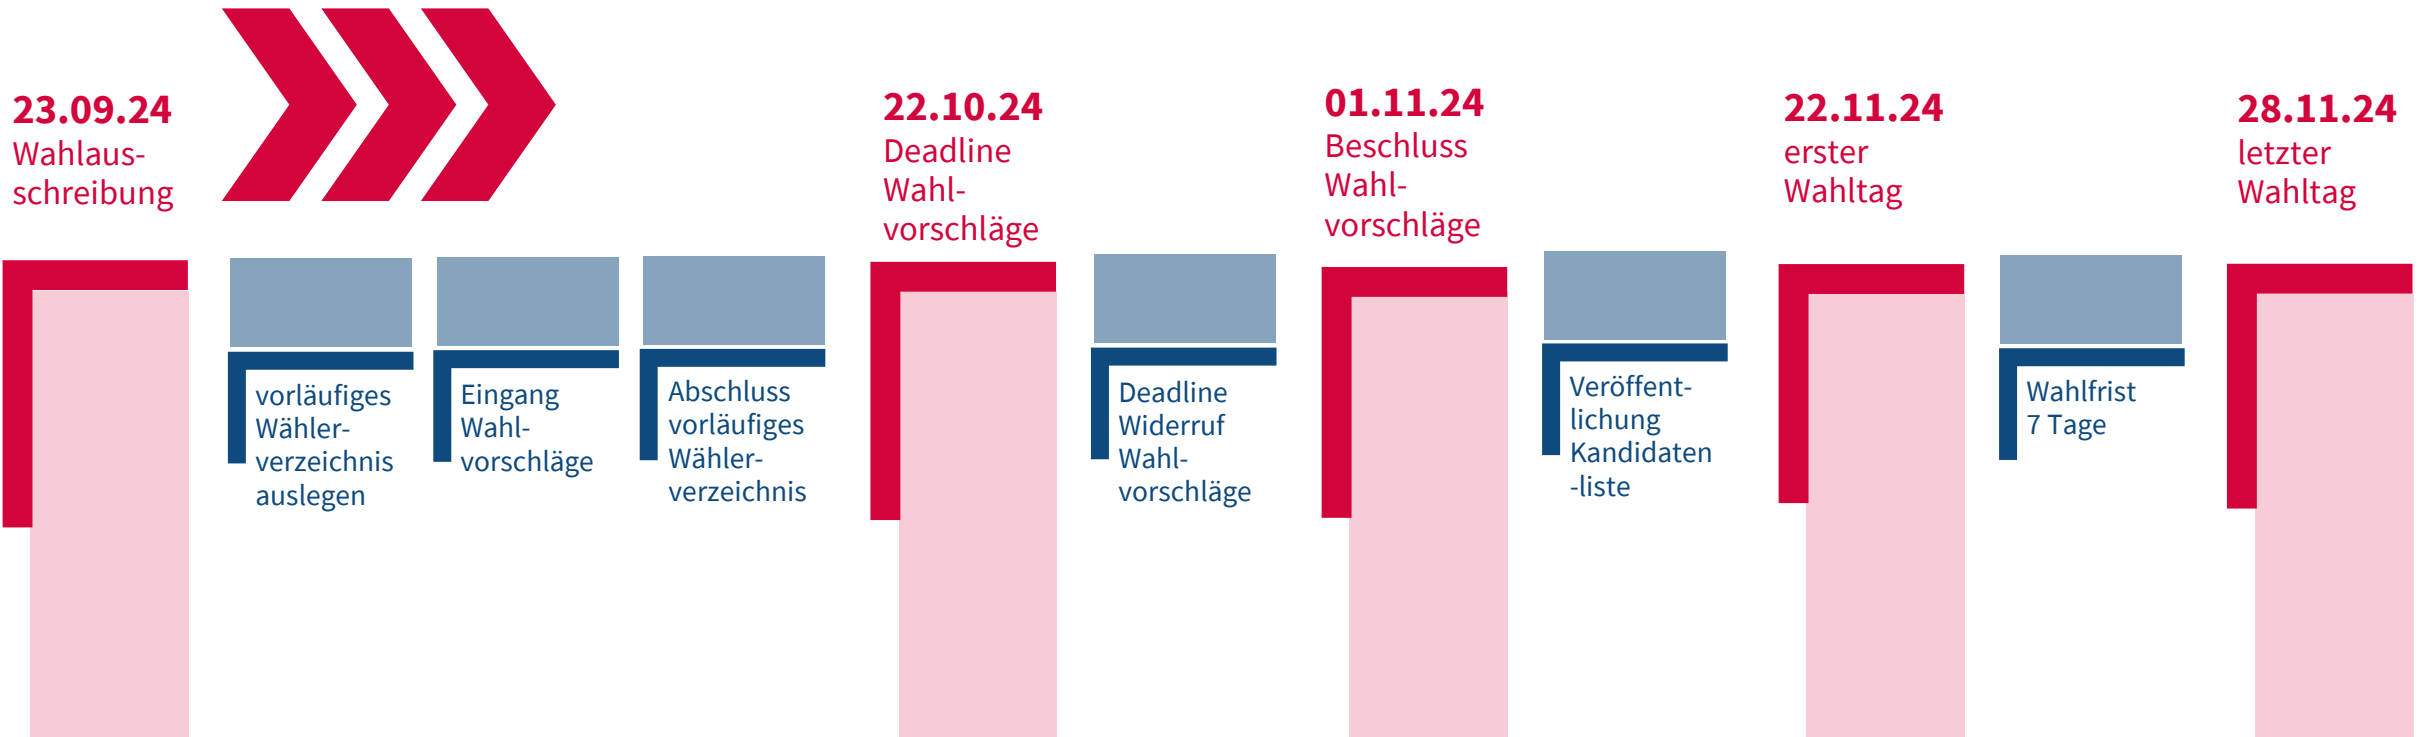 23.09.24
Wahlaus-
schreibung
vorläufiges
Wähler-
verzeichnis
auslegen
Eingang
Wahl-
vorschläge
Abschluss
vorläufiges
Wähler-
verzeichnis
22.10.24
Deadline
Wahl-
vorschläge
Deadline
Widerruf
Wahl-
vorschläge
01.11.24
Beschluss
Wahl-
vorschläge
Veröffent-
lichung
Kandidaten
-liste
22.11.24
erster
Wahltag
Wahlfrist
7 Tage
28.11.24
letzter
Wahltag